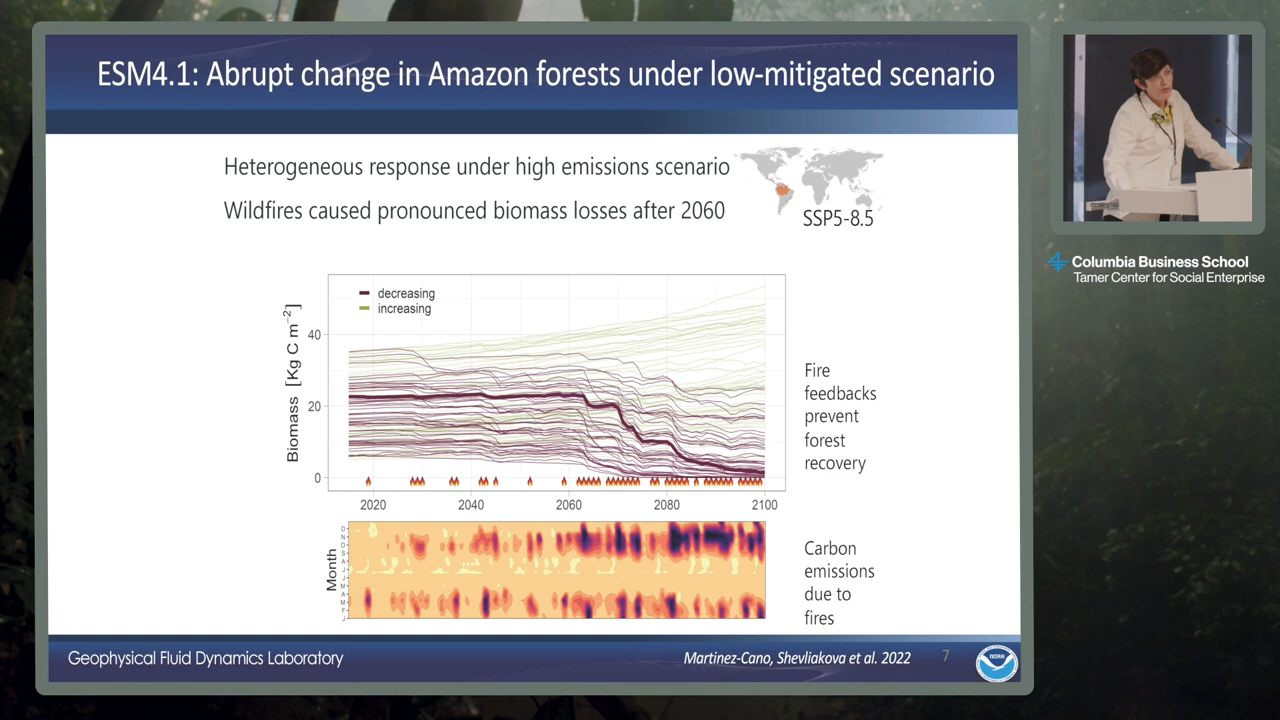 ESM4.1: Abrupt change in Amazon forests under low-mitigated scenario
Heterogeneous response under high emissions scenario
Wildfires caused pronounced biomass losses after 2060
SSP5-8.5
decreasing
increasing
Biomass [Kg C m⁻²]
40
20
0
2020 2040 2060 2080 2100
Fire
feedbacks
prevent
forest
recovery
Month
D
N
O
S
A
J
J
M
A
M
F
J
Carbon
emissions
due to
fires
Geophysical Fluid Dynamics Laboratory
Martinez-Cano, Shevliakova et al. 2022
7
NOAA
Columbia Business School
Tamer Center for Social Enterprise